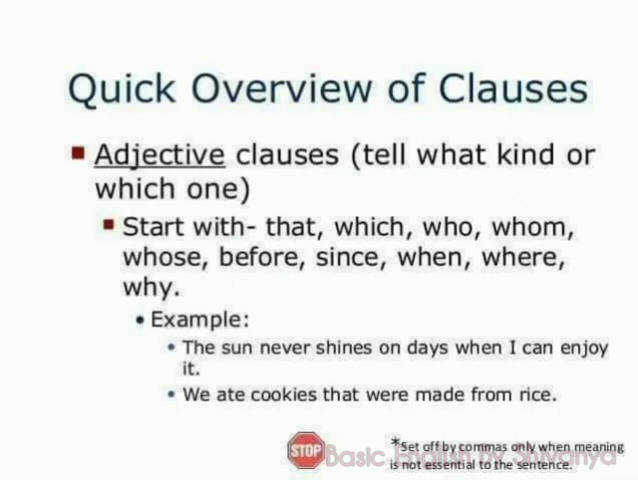 Quick Overview of Clauses
Adjective clauses (tell what kind or
which one)
Start with- that, which, who, whom,
whose, before, since, when, where,
why.
Example:
The sun never shines on days when I can enjoy
it.
We ate cookies that were made from rice.
STOP
*Set off by commas only when meaning
Basic English by Shivanya
is not essential to the sentence.